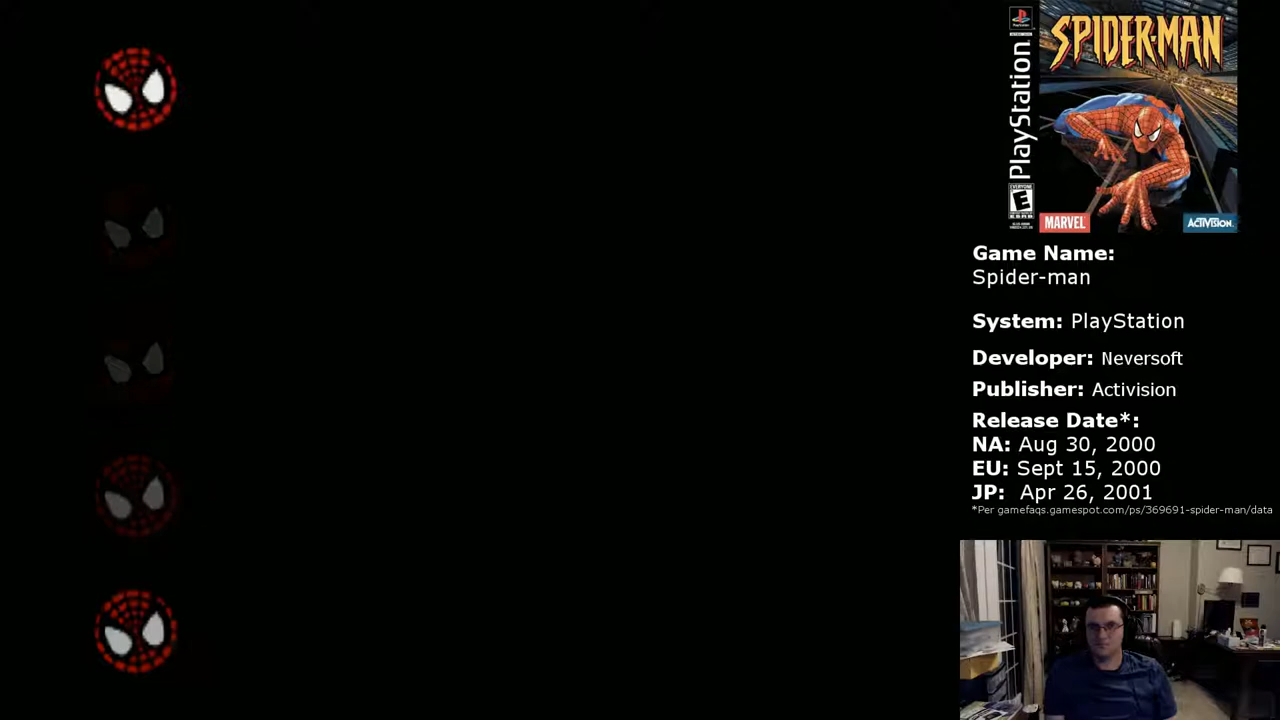 SPIDER-MAN
PlayStation
EVERYONE
E
MARVEL
ACTIVISION.
Game Name:
Spider-man
System: PlayStation
Developer: Neversoft
Publisher: Activision
Release Date*:
NA: Aug 30, 2000
EU: Sept 15, 2000
JP: Apr 26, 2001
*Per gamefaqs.gamespot.com/ps/369691-spider-man/data